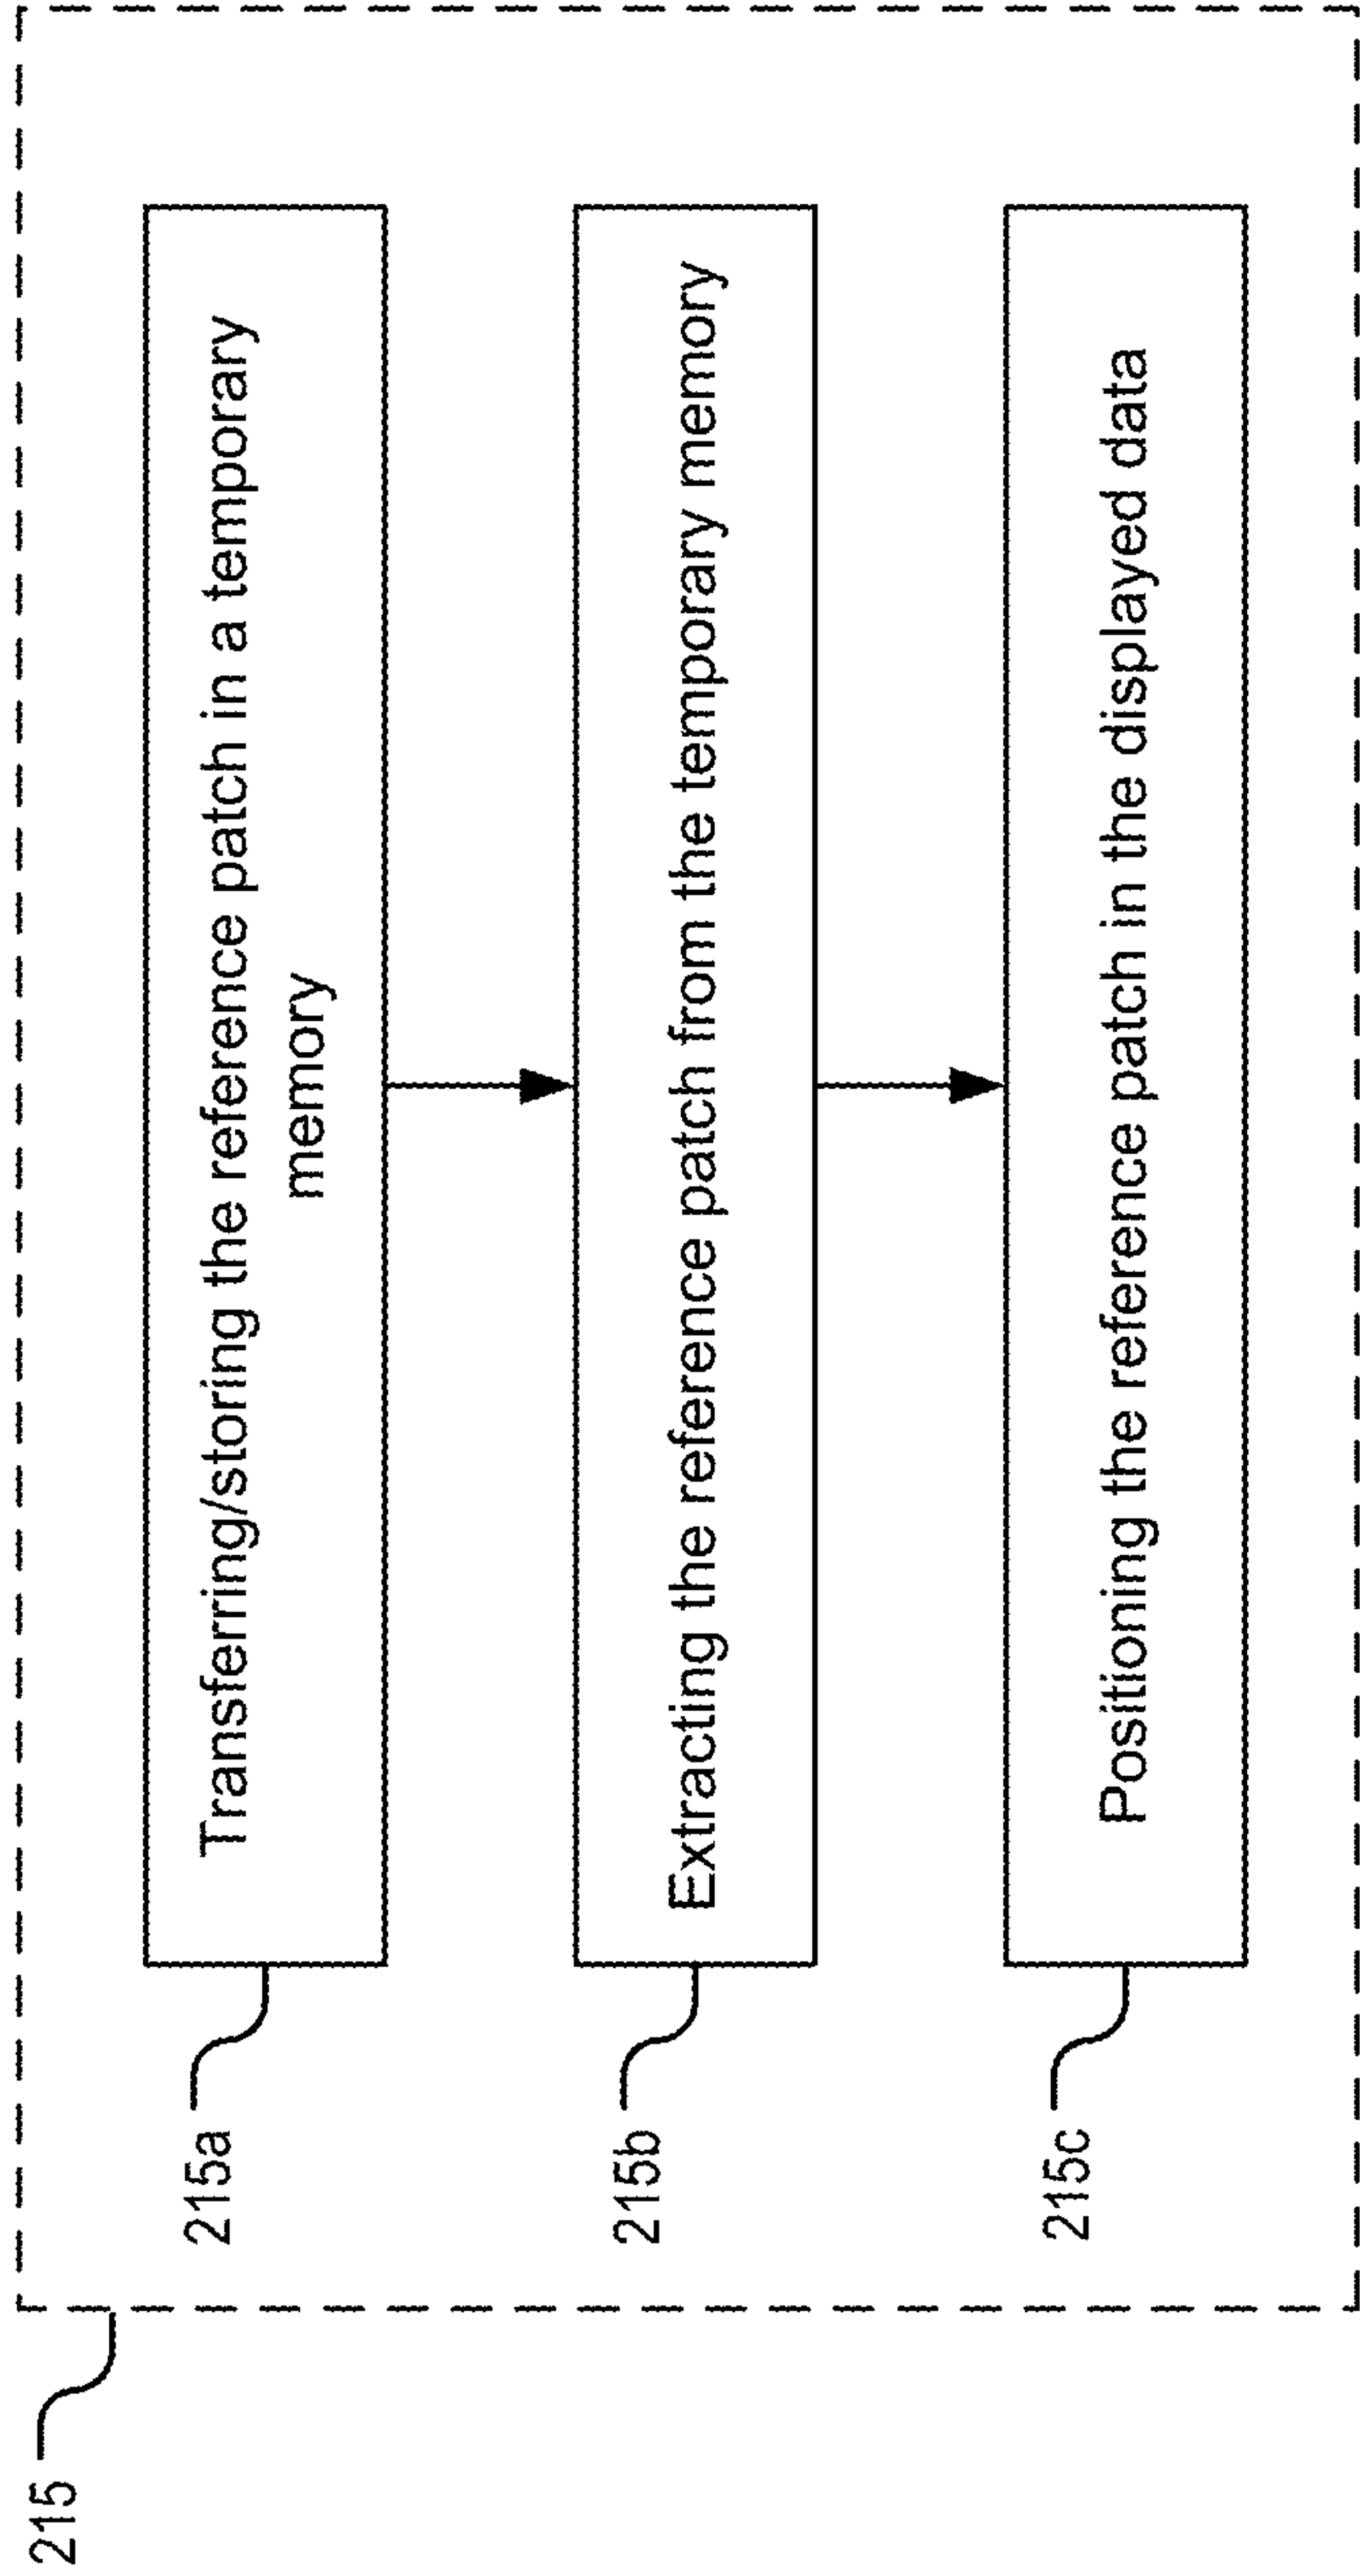 215
215a
Transferring/storing the reference patch in a temporary
memory
215b
Extracting the reference patch from the temporary memory
215c
Positioning the reference patch in the displayed data